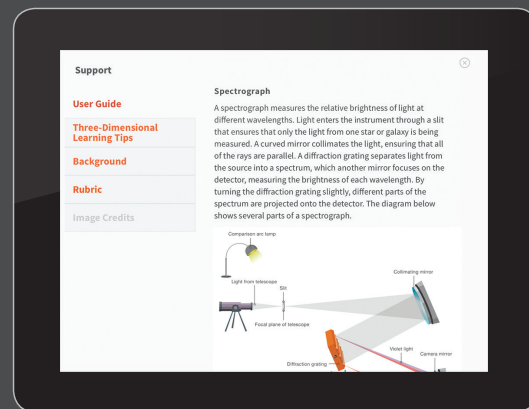 Support
User Guide
Three-Dimensional
Learning Tips
Background
Rubric
Image Credits
Spectrograph
A spectrograph measures the relative brightness of light at
different wavelengths. Light enters the instrument through a slit
that ensures that only the light from one star or galaxy is being
measured. A curved mirror collimates the light, ensuring that all
of the rays are parallel. A diffraction grating separates light from
the source into a spectrum, which another mirror focuses on the
detector, measuring the brightness of each wavelength. By
turning the diffraction grating slightly, different parts of the
spectrum are projected onto the detector. The diagram below
shows several parts of a spectrograph.
Comparison arc lamp
Light from telescope
Slit
Focal plane of telescope
Collimating mirror
Violet light
Camera mirror
Diffraction grating